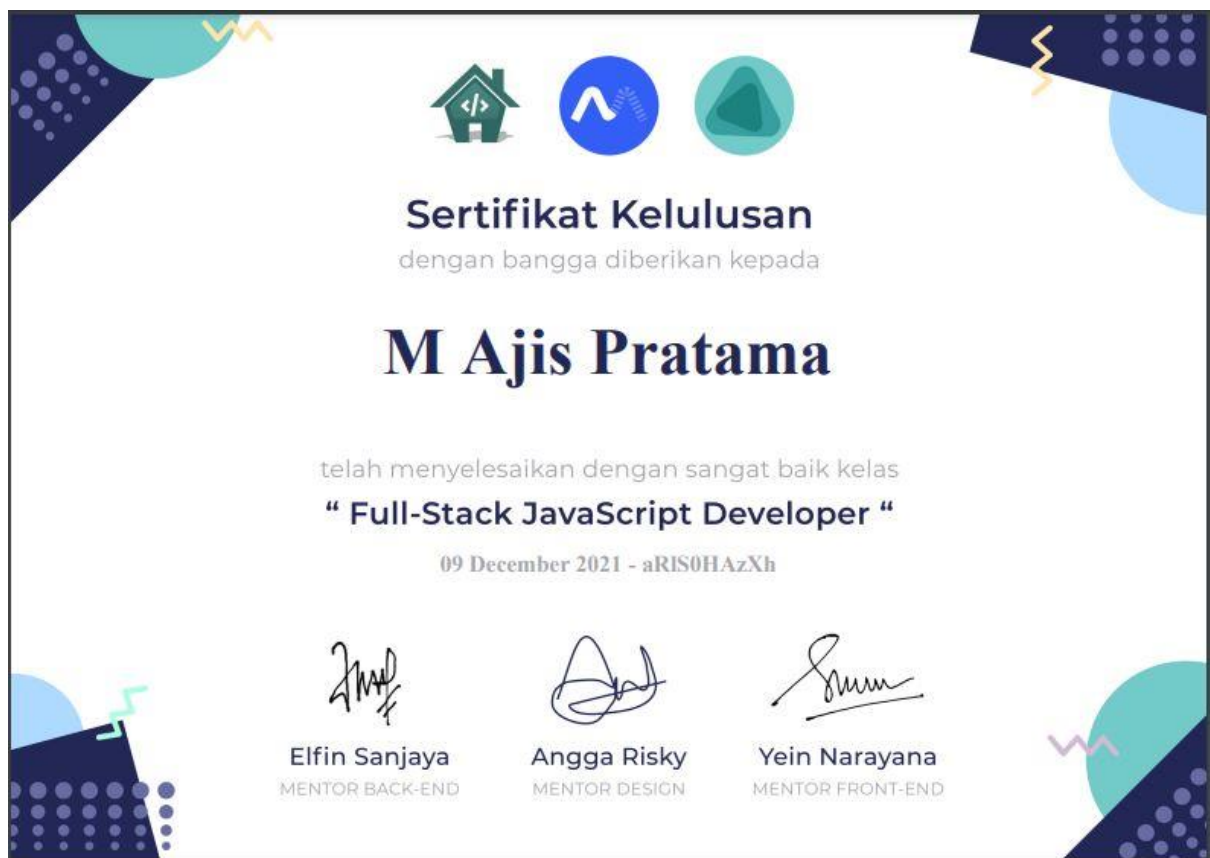 </>
Sertifikat Kelulusan
dengan bangga diberikan kepada
M Ajis Pratama
telah menyelesaikan dengan sangat baik kelas
“ Full-Stack JavaScript Developer “
09 December 2021 - aRlS0HAzXh
Elfin Sanjaya
Angga Risky
Yein Narayana
MENTOR BACK-END
MENTOR DESIGN
MENTOR FRONT-END